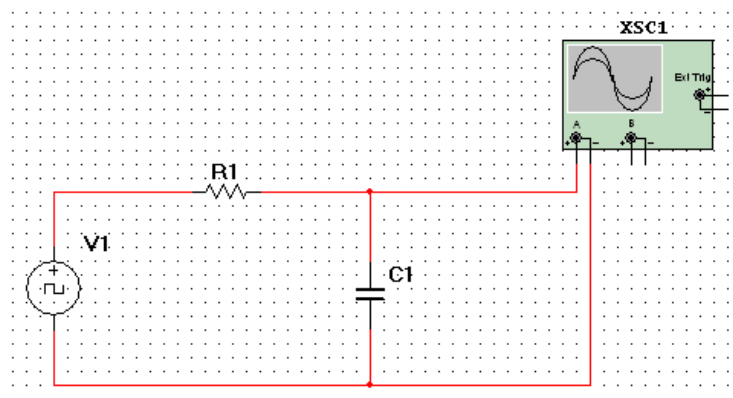 XSC1
Ext Trig
+
-
A
B
+ - + -
R1
V1
+
C1